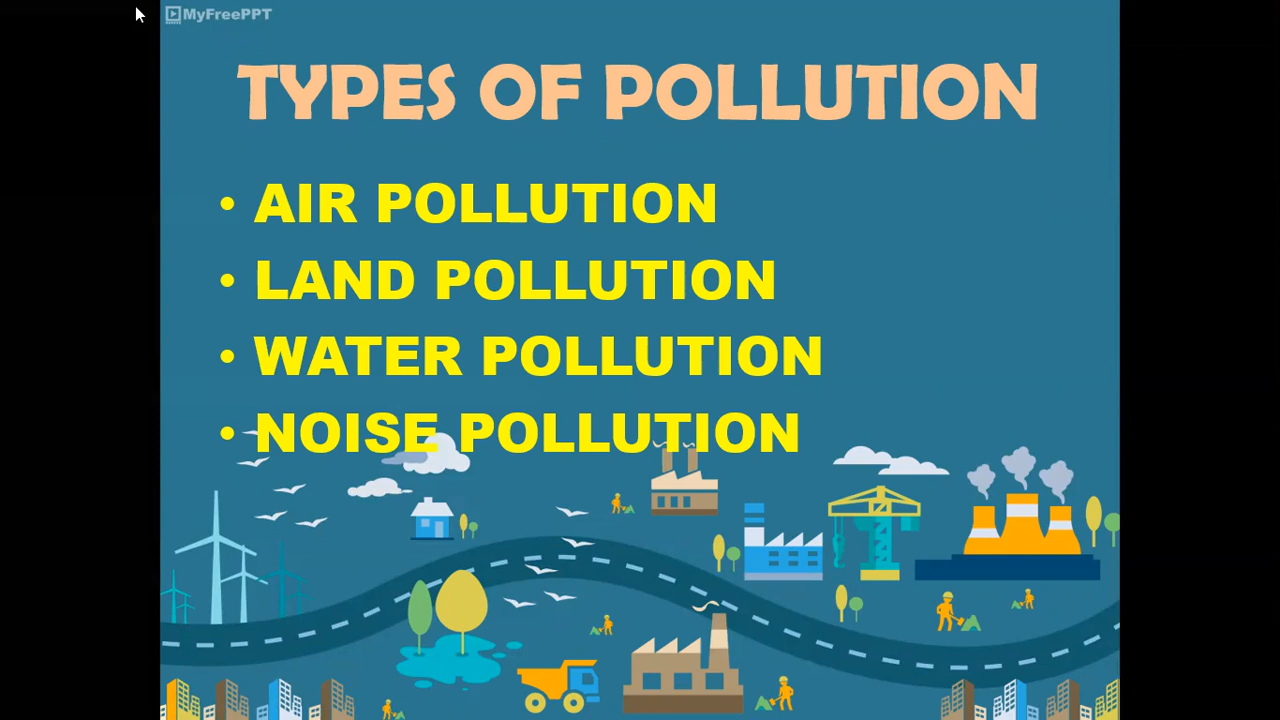 MyFreePPT
TYPES OF POLLUTION
• AIR POLLUTION
• LAND POLLUTION
• WATER POLLUTION
• NOISE POLLUTION